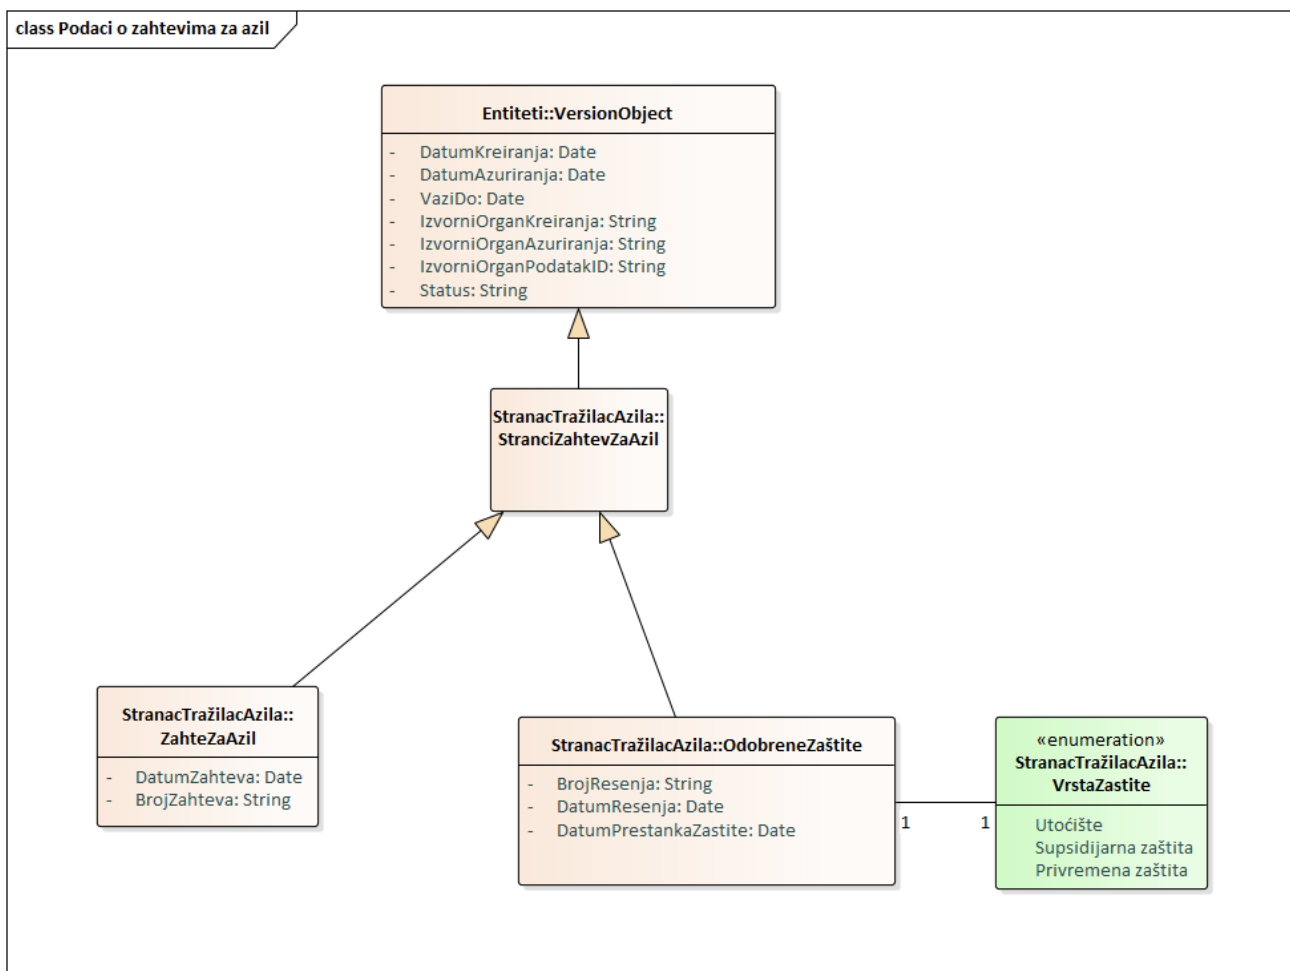 class Podaci o zahtevima za azil
Entiteti::VersionObject
- DatumKreiranja: Date
- DatumAzuriranja: Date
- VaziDo: Date
- IzvorniOrganKreiranja: String
- IzvorniOrganAzuriranja: String
- IzvorniOrganPodatakID: String
- Status: String
StranacTražilacAzila::
StranciZahtevZaAzil
StranacTražilacAzila::
ZahteZaAzil
- DatumZahteva: Date
- BrojZahteva: String
StranacTražilacAzila::OdobreneZaštite
- BrojResenja: String
- DatumResenja: Date
- DatumPrestankaZastite: Date
1
1
«enumeration»
StranacTražilacAzila::
VrstaZastite
Utoćište
Supsidijarna zaštita
Privremena zaštita